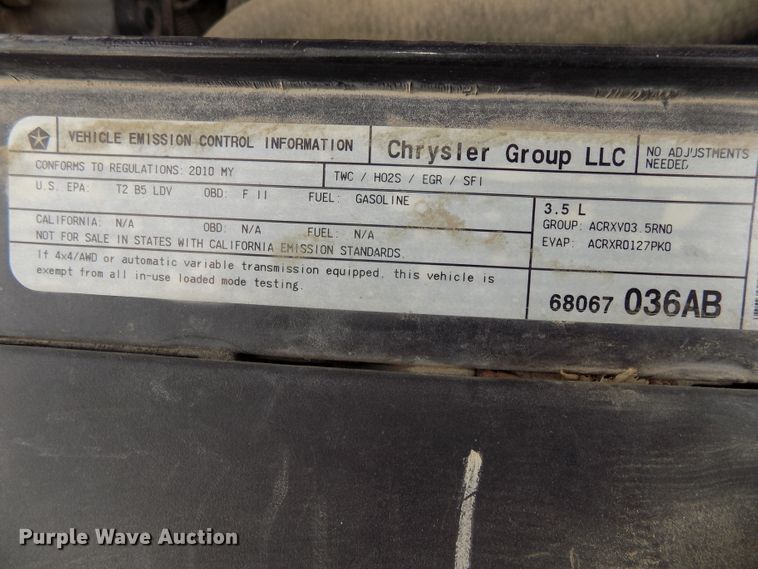 VEHICLE EMISSION CONTROL INFORMATION
Chrysler Group LLC
NO ADJUSTMENTS
NEEDED
CONFORMS TO REGULATIONS: 2010 MY
TWC / HO2S / EGR / SFI
U.S. EPA: T2 B5 LDV OBD: F II FUEL: GASOLINE
CALIFORNIA: N/A OBD: N/A FUEL: N/A
NOT FOR SALE IN STATES WITH CALIFORNIA EMISSION STANDARDS.
If 4x4/AWD or automatic variable transmission equipped, this vehicle is
exempt from all in-use loaded mode testing.
3.5 L
GROUP: ACRXV03.5RN0
EVAP: ACRXR0127PK0
68067 036AB
Purple Wave Auction